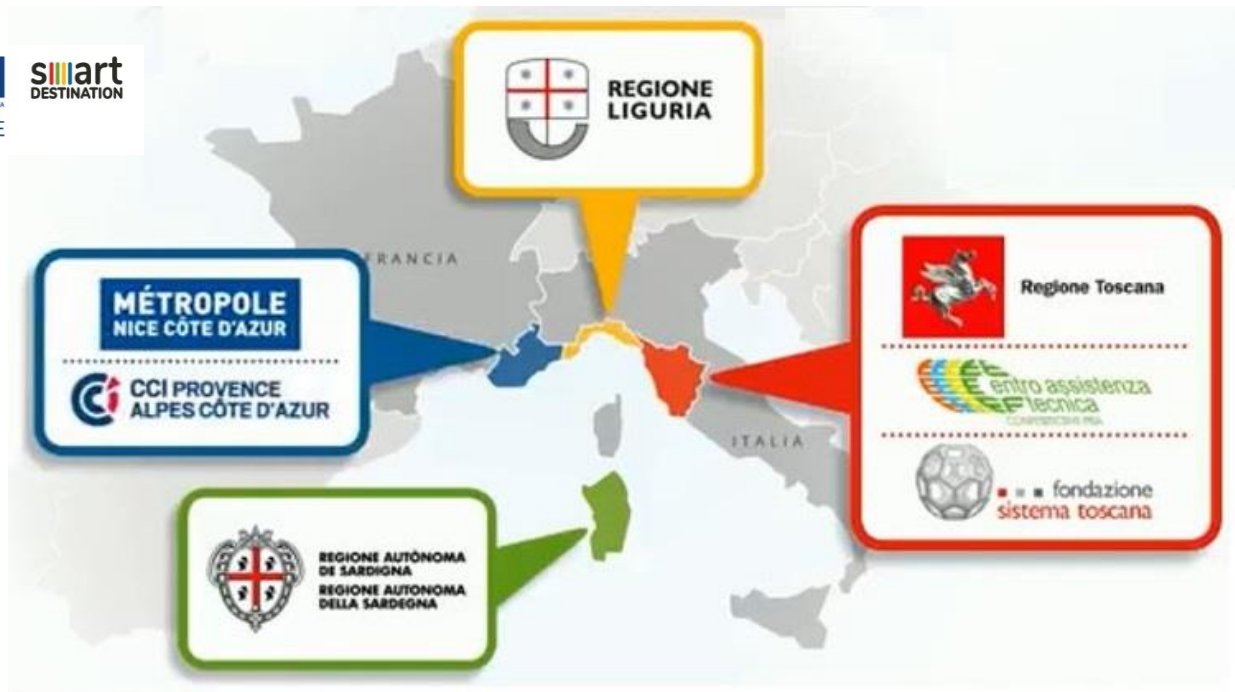 smart
DESTINATION
E
REGIONE
LIGURIA
FRANCIA
MÉTROPOLE
NICE CÔTE D'AZUR
CCI PROVENCE
ALPES CÔTE D'AZUR
Regione Toscana
entro assistenza
tecnica
fondazione
sistema toscana
ITALIA
REGIONE AUTÒNOMA
DE SARDIGNA
REGIONE AUTONOMA
DELLA SARDEGNA